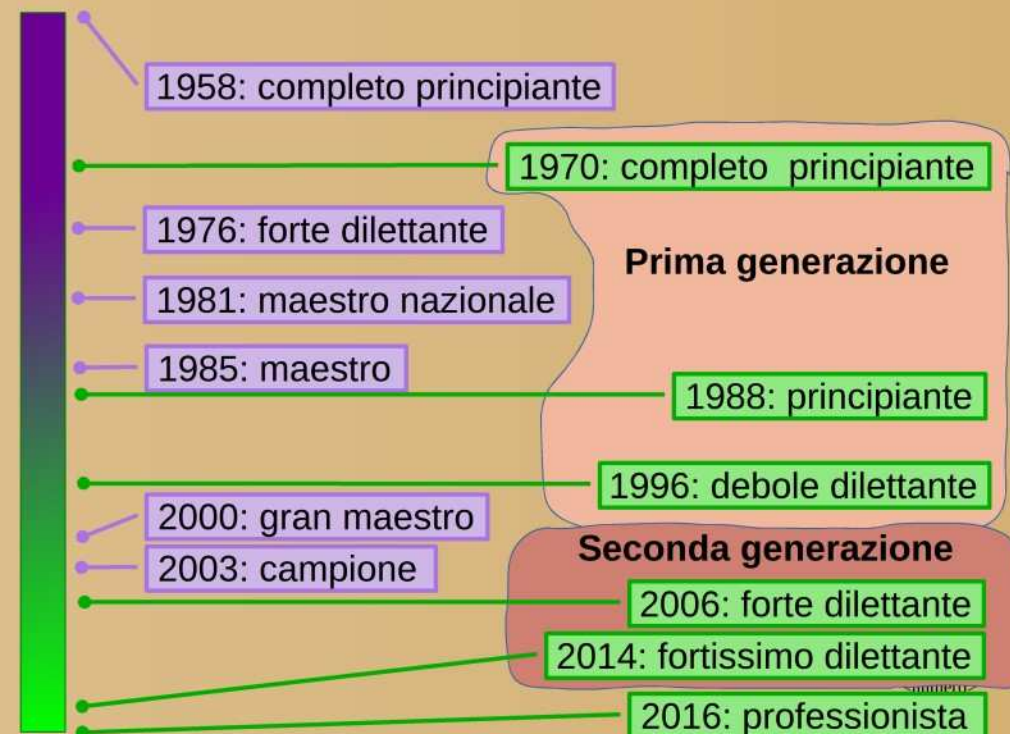 1958: completo principiante
1970: completo  principiante
1976: forte dilettante
Prima generazione
1981: maestro nazionale
1985: maestro
1988: principiante
1996: debole dilettante
2000: gran maestro
Seconda generazione
2003: campione
2006: forte dilettante
2014: fortissimo dilettante
2016: professionista